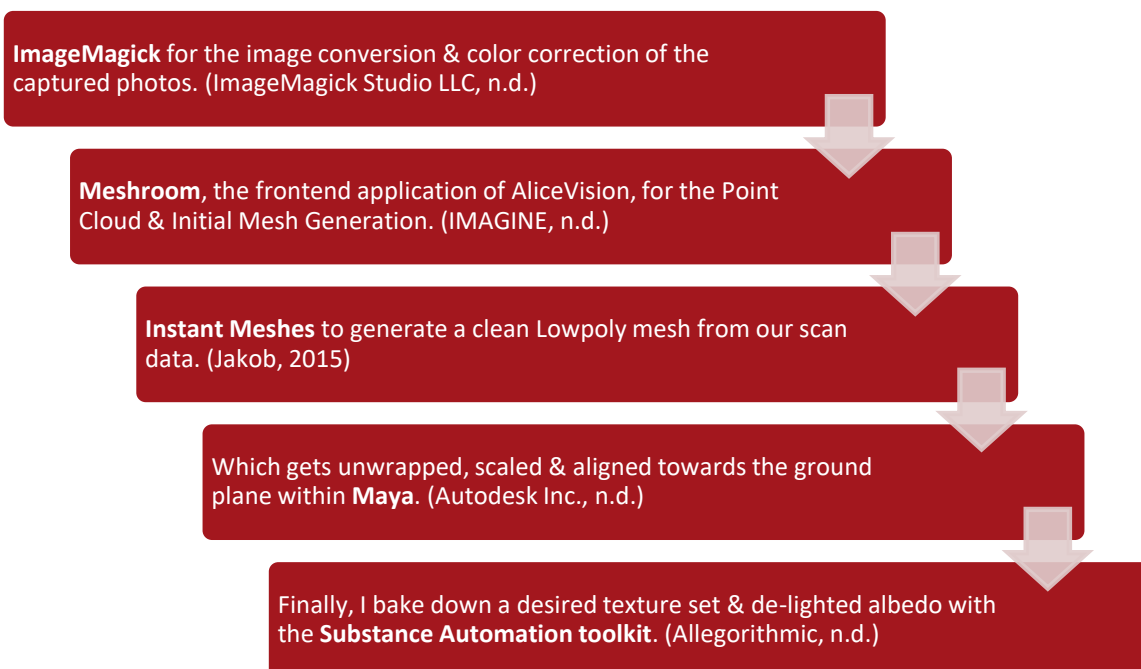 ImageMagick for the image conversion & color correction of the
captured photos. (ImageMagick Studio LLC, n.d.)
Meshroom, the frontend application of AliceVision, for the Point
Cloud & Initial Mesh Generation. (IMAGINE, n.d.)
Instant Meshes to generate a clean Lowpoly mesh from our scan
data. (Jakob, 2015)
Which gets unwrapped, scaled & aligned towards the ground
plane within Maya. (Autodesk Inc., n.d.)
Finally, I bake down a desired texture set & de-lighted albedo with
the Substance Automation toolkit. (Allegorithmic, n.d.)